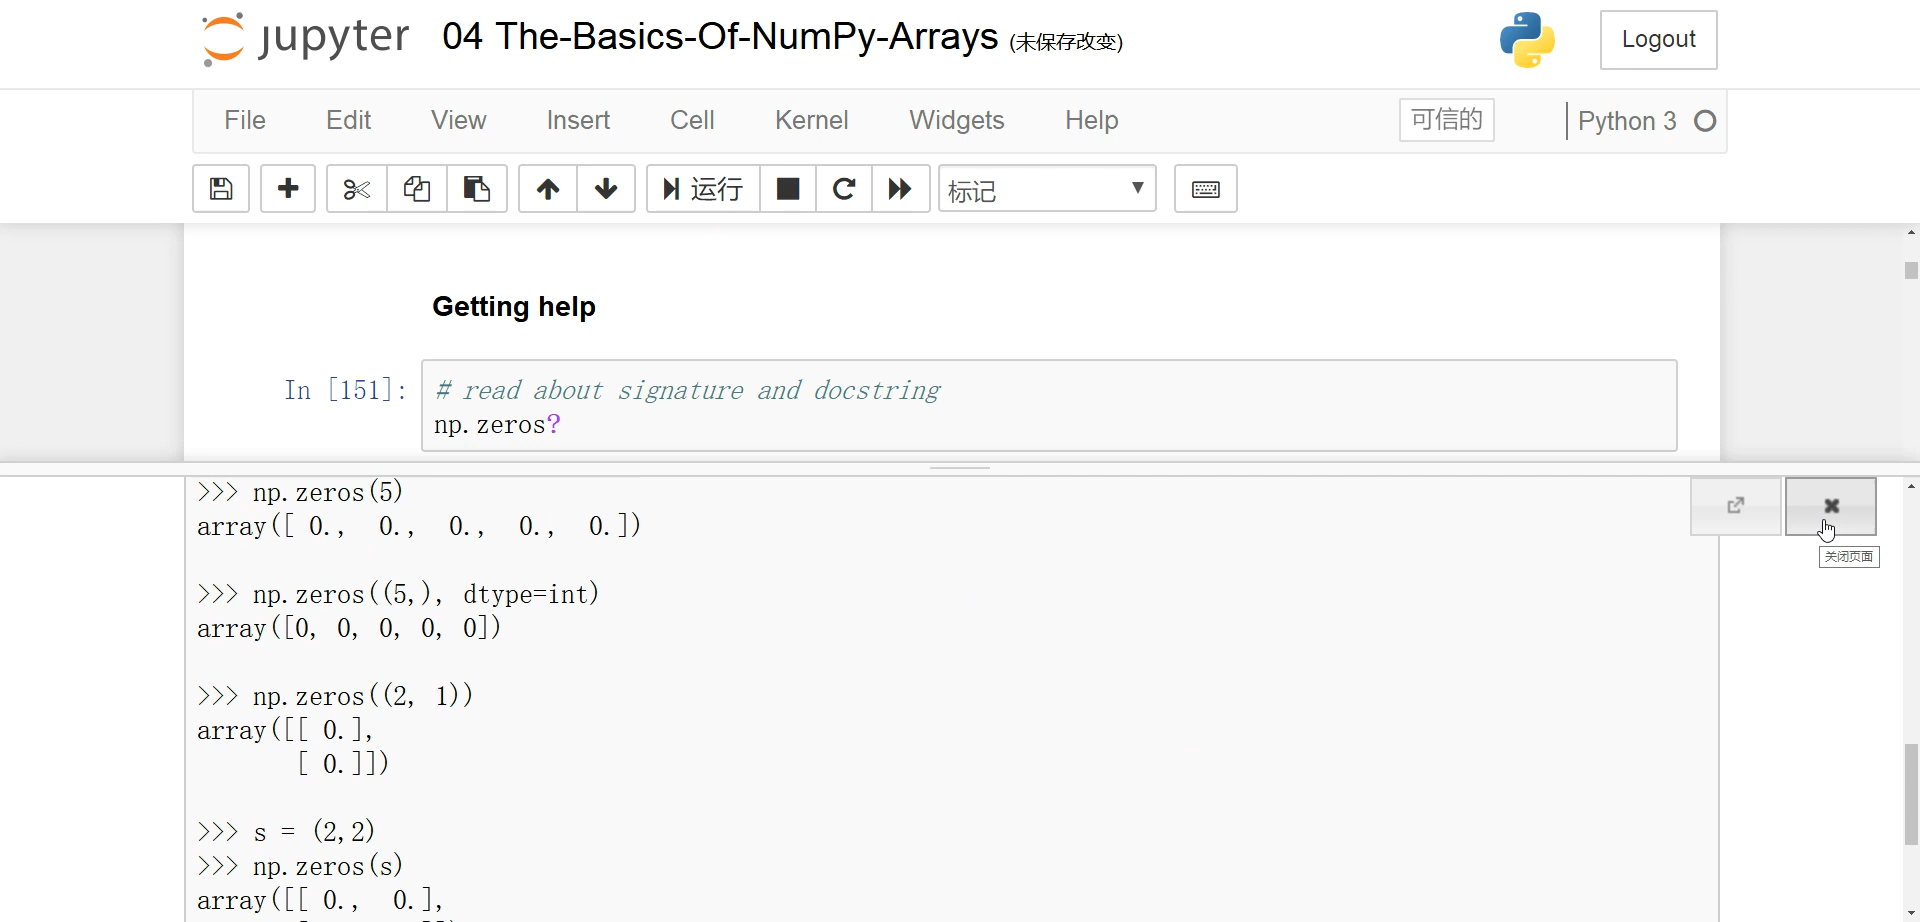 jupyter 04 The-Basics-Of-NumPy-Arrays (未保存改变) Logout
File Edit View Insert Cell Kernel Widgets Help 可信的 Python 3
运行 标记
Getting help
In [151]: # read about signature and docstring
np.zeros?
>>> np.zeros(5)
array([ 0.,  0.,  0.,  0.,  0.])
关闭页面
>>> np.zeros((5,), dtype=int)
array([0, 0, 0, 0, 0])
>>> np.zeros((2, 1))
array([[ 0.],
[ 0.]])
>>> s = (2,2)
>>> np.zeros(s)
array([[ 0.,  0.],